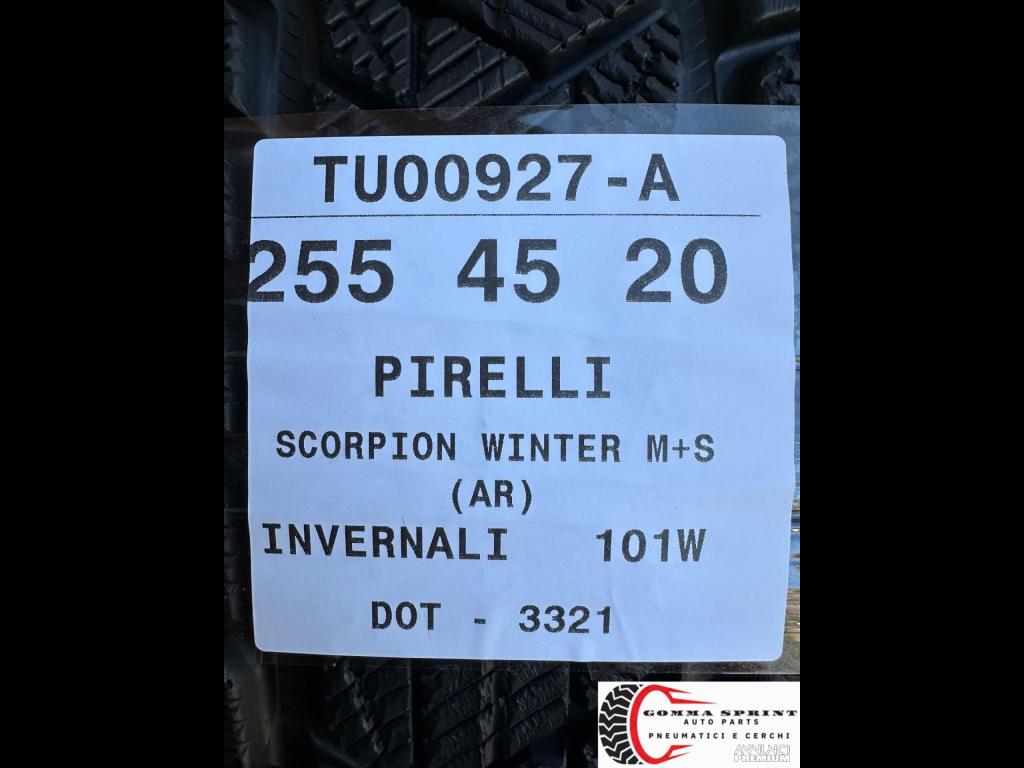 TU00927-A
255 45 20
PIRELLI
SCORPION WINTER M+S
(AR)
INVERNALI 101W
DOT - 3321
GOMMA SPRINT
AUTO PARTS
PNEUMATICI E CERCHI
ANNUNCI
PREMIUM